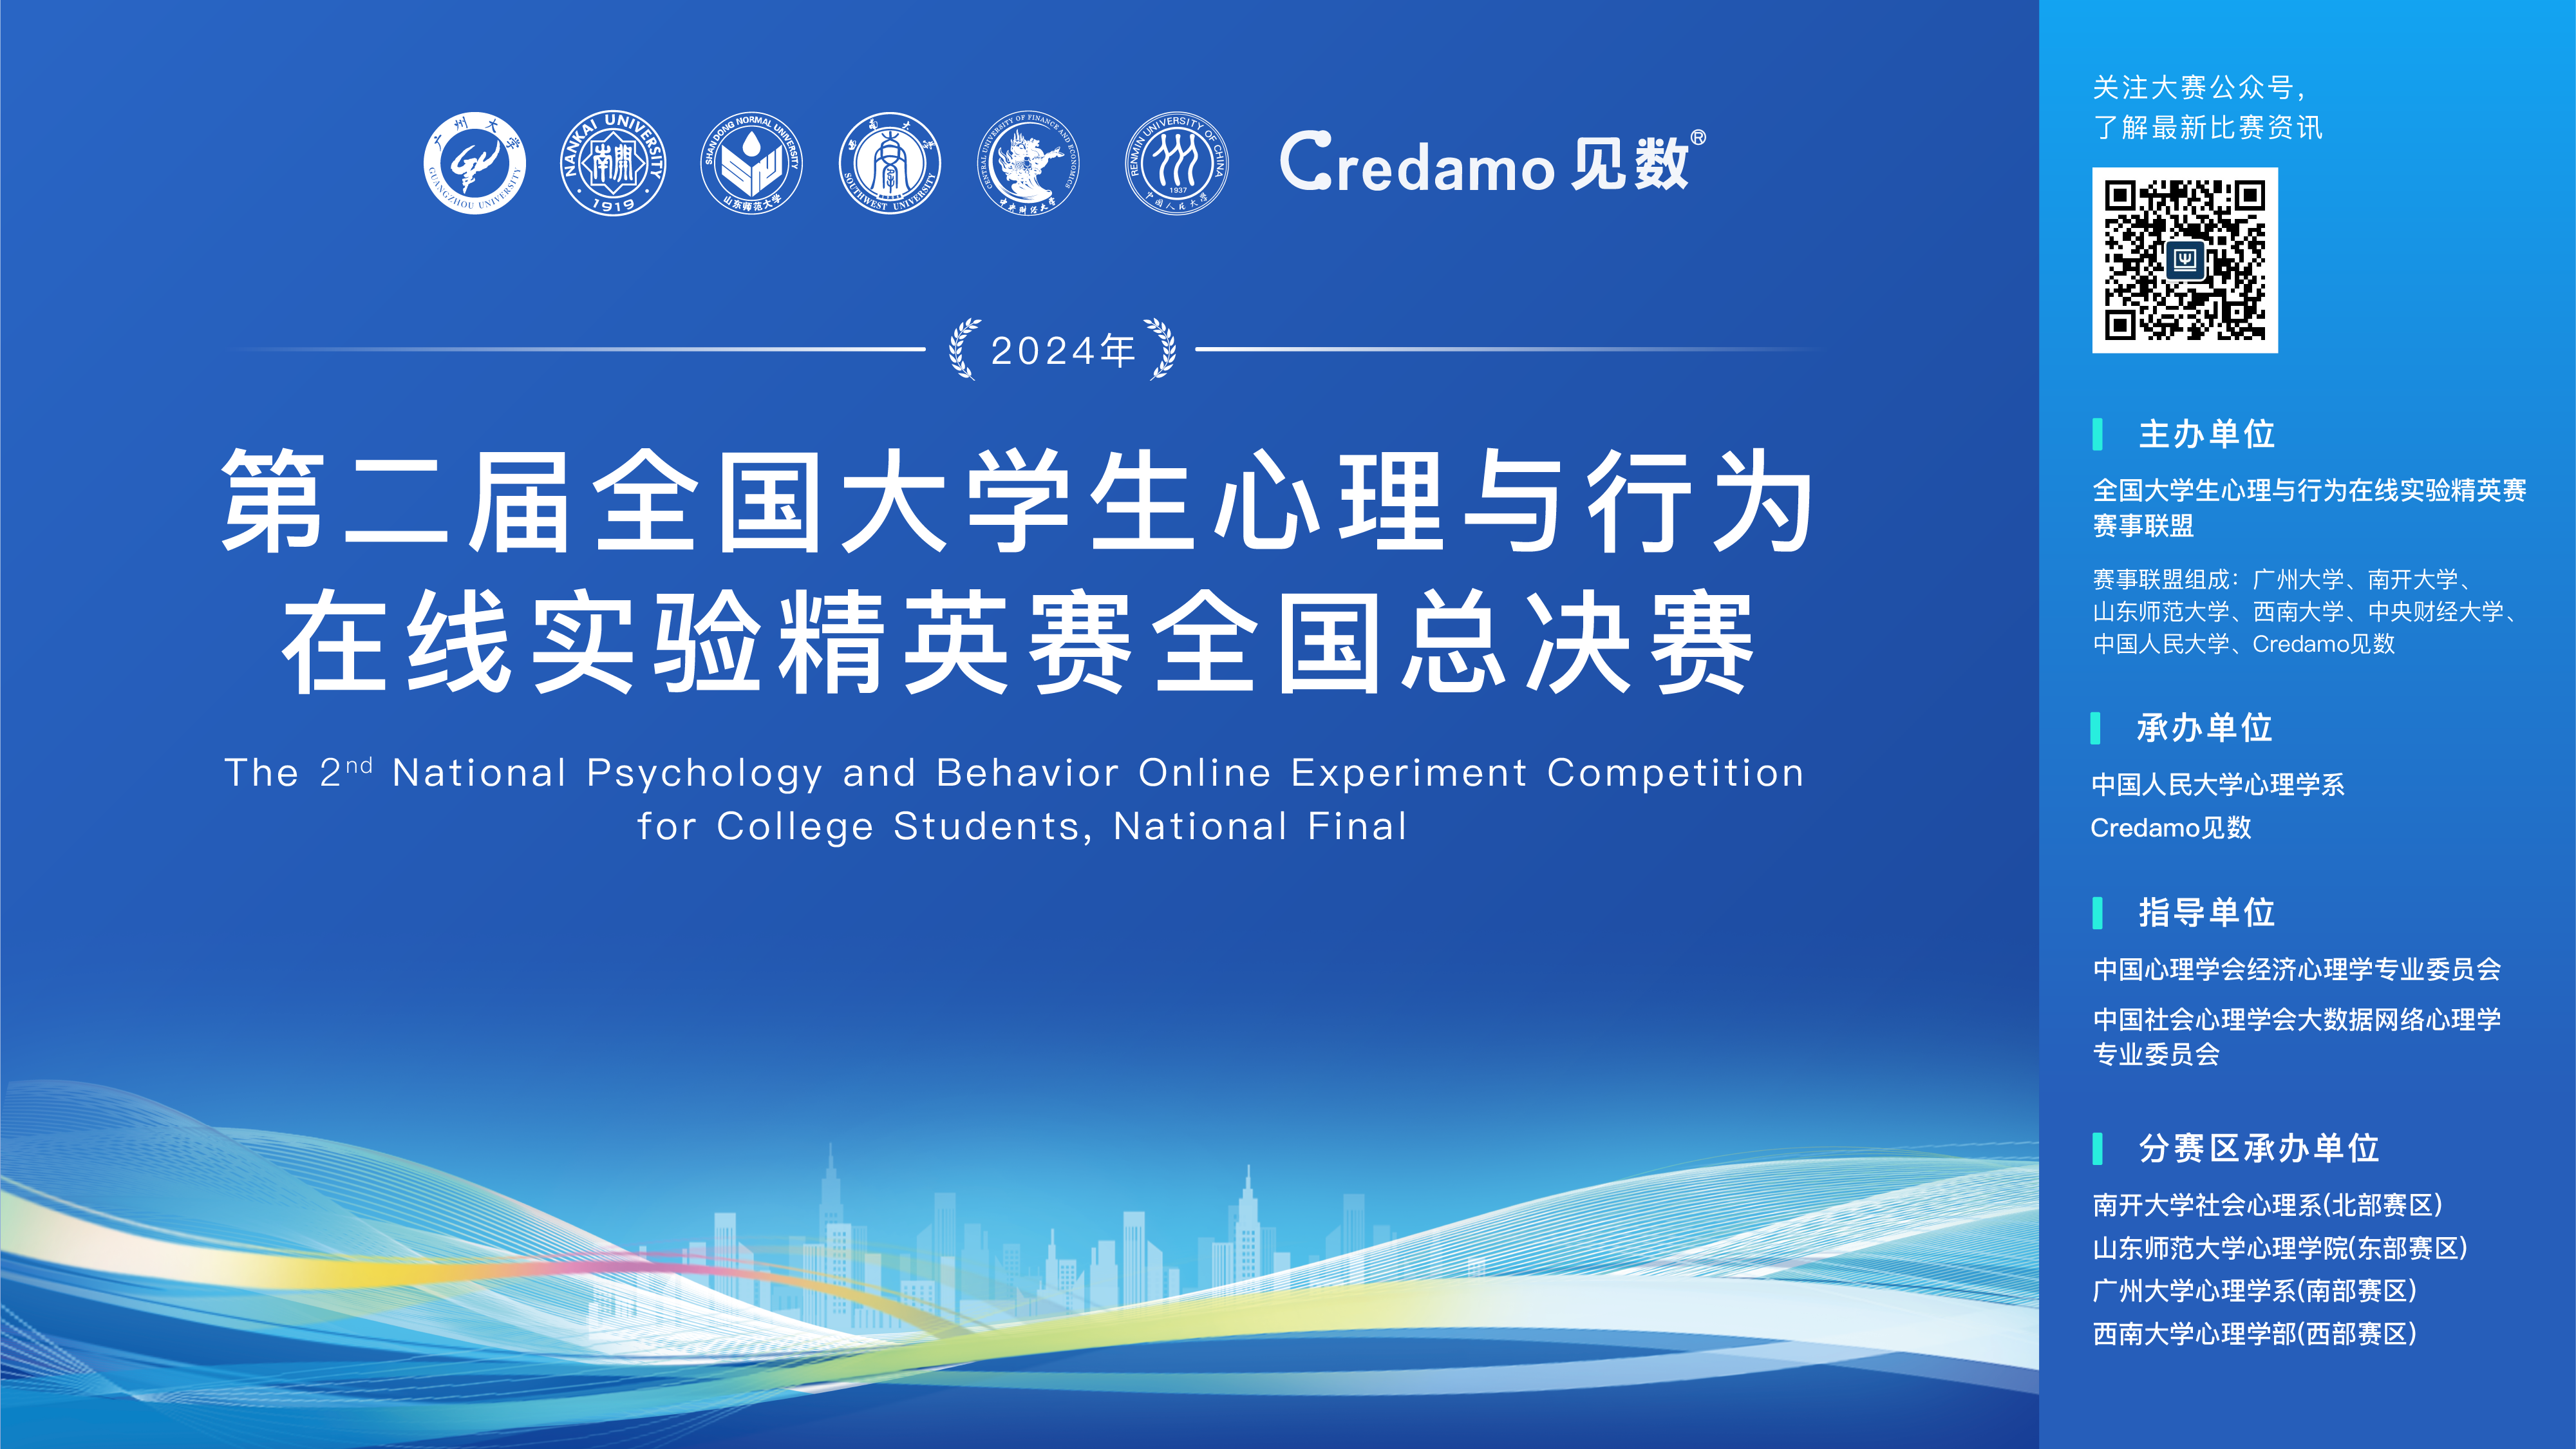 广州大学
GUANGZHOU UNIVERSITY
NANKAI UNIVERSITY
南開
1919
SHANDONG NORMAL UNIVERSITY
山东师范大学
SOUTHWEST UNIVERSITY
CENTRAL UNIVERSITY OF FINANCE AND ECONOMICS
中央财经大学
RENMIN UNIVERSITY OF CHINA
1937
中国人民大学
Credamo 见数®
2024年
第二届全国大学生心理与行为
在线实验精英赛全国总决赛
The 2nd National Psychology and Behavior Online Experiment Competition
for College Students, National Final
关注大赛公众号，
了解最新比赛资讯
主办单位
全国大学生心理与行为在线实验精英赛
赛事联盟
赛事联盟组成：广州大学、南开大学、
山东师范大学、西南大学、中央财经大学、
中国人民大学、Credamo见数
承办单位
中国人民大学心理学系
Credamo见数
指导单位
中国心理学会经济心理学专业委员会
中国社会心理学会大数据网络心理学
专业委员会
分赛区承办单位
南开大学社会心理系(北部赛区)
山东师范大学心理学院(东部赛区)
广州大学心理学系(南部赛区)
西南大学心理学部(西部赛区)